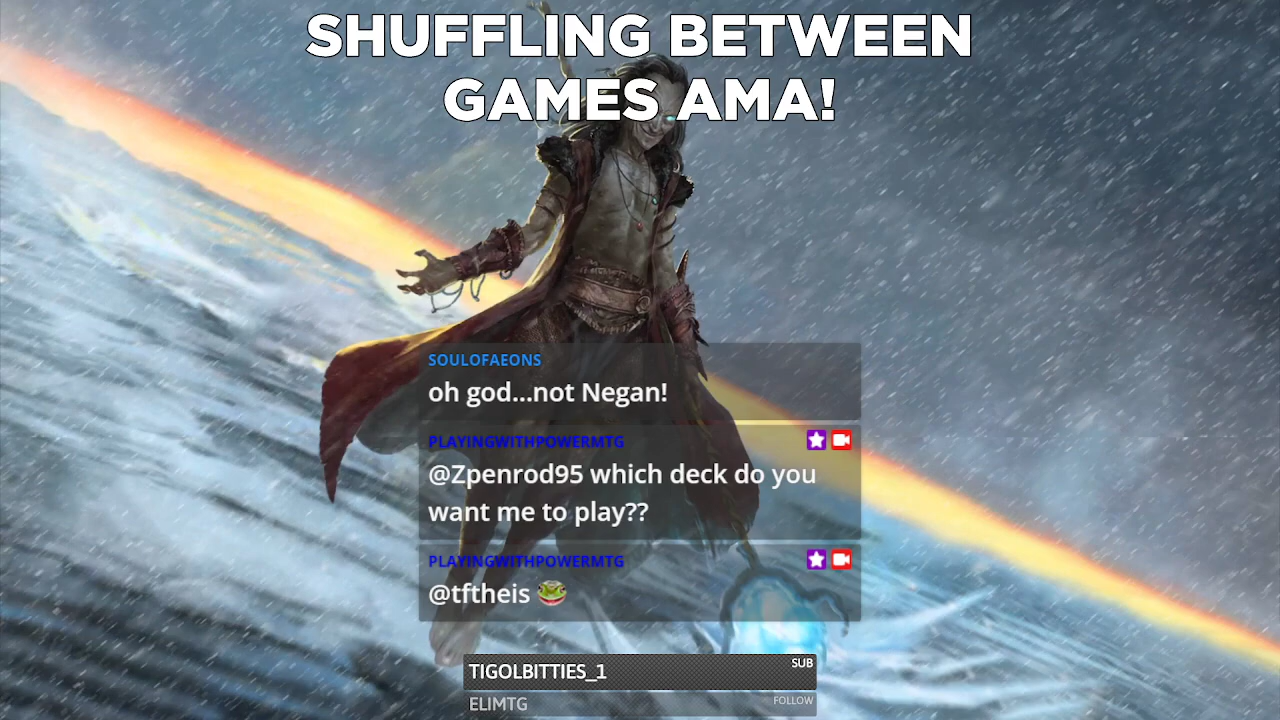 SHUFFLING BETWEEN
GAMES AMA!
SOULOFAEONS
oh god...not Negan!
PLAYINGWITHPOWERMTG
@Zpenrod95 which deck do you
want me to play??
PLAYINGWITHPOWERMTG
@tftheis
TIGOLBITTIES_1
SUB
ELIMTG
FOLLOW